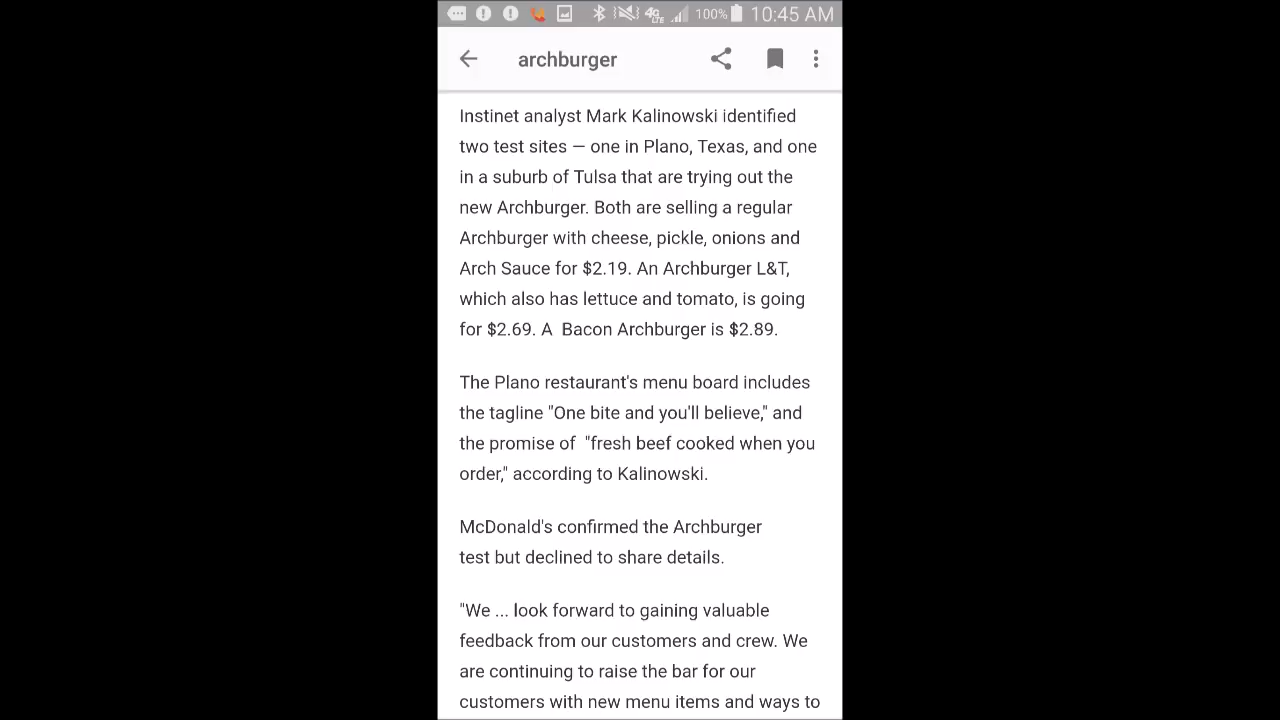 100% 10:45 AM
archburger
Instinet analyst Mark Kalinowski identified
two test sites — one in Plano, Texas, and one
in a suburb of Tulsa that are trying out the
new Archburger. Both are selling a regular
Archburger with cheese, pickle, onions and
Arch Sauce for $2.19. An Archburger L&T,
which also has lettuce and tomato, is going
for $2.69. A  Bacon Archburger is $2.89.
The Plano restaurant's menu board includes
the tagline "One bite and you'll believe," and
the promise of  "fresh beef cooked when you
order," according to Kalinowski.
McDonald's confirmed the Archburger
test but declined to share details.
"We ... look forward to gaining valuable
feedback from our customers and crew. We
are continuing to raise the bar for our
customers with new menu items and ways to